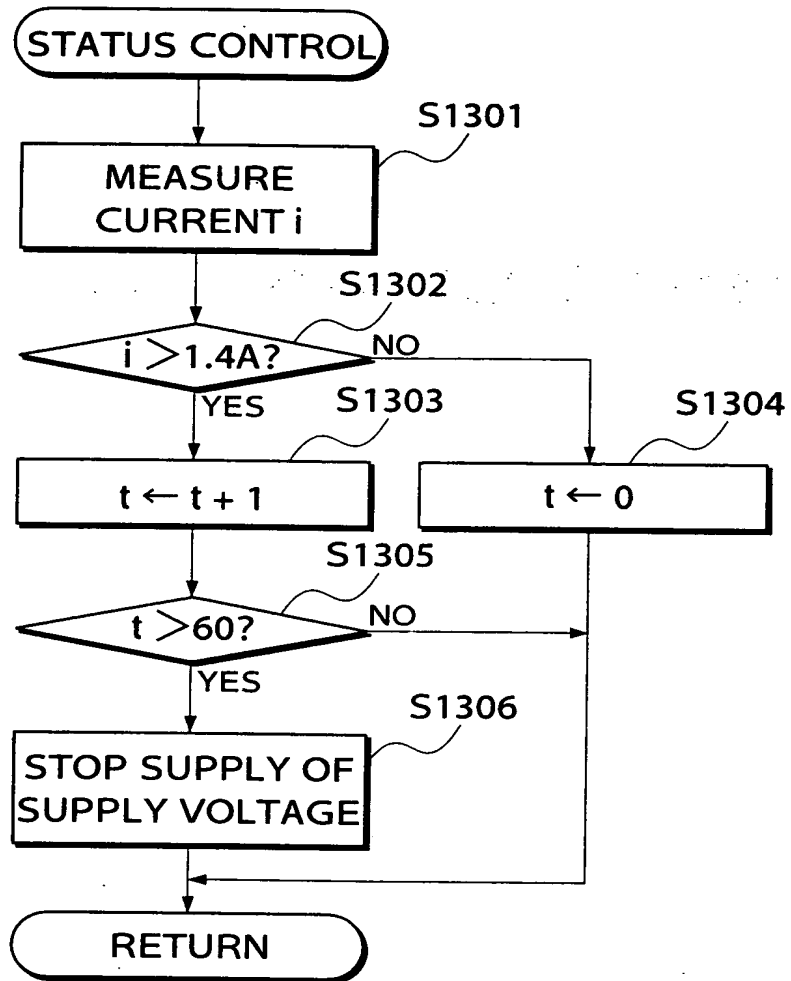 STATUS CONTROL
S1301
MEASURE
CURRENT i
S1302
i >1.4A?
NO
YES
S1303
S1304
t ← t + 1
t ← 0
S1305
t >60?
NO
YES
S1306
STOP SUPPLY OF
SUPPLY VOLTAGE
RETURN